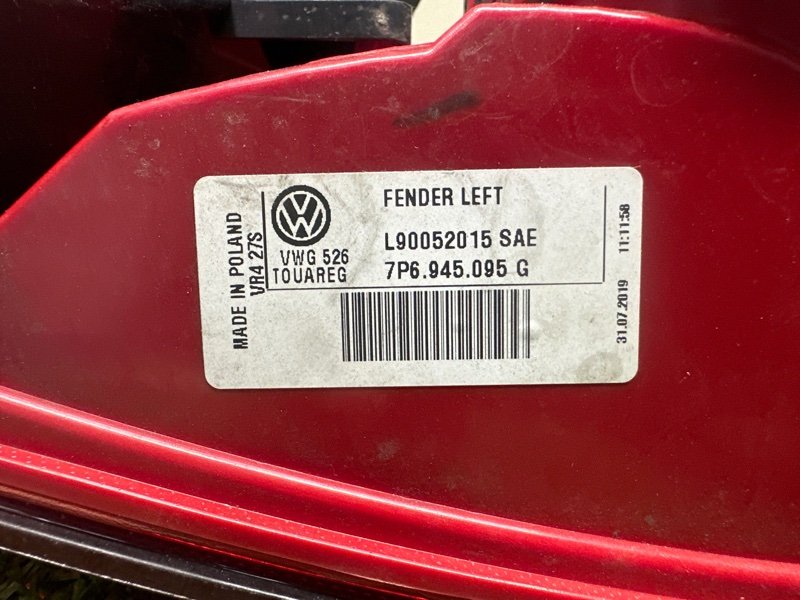 MADE IN POLAND
VR4 27S
VW
VWG 526
TOUAREG
FENDER LEFT
L90052015 SAE
7P6.945.095 G
31.07.2019 11:11:58